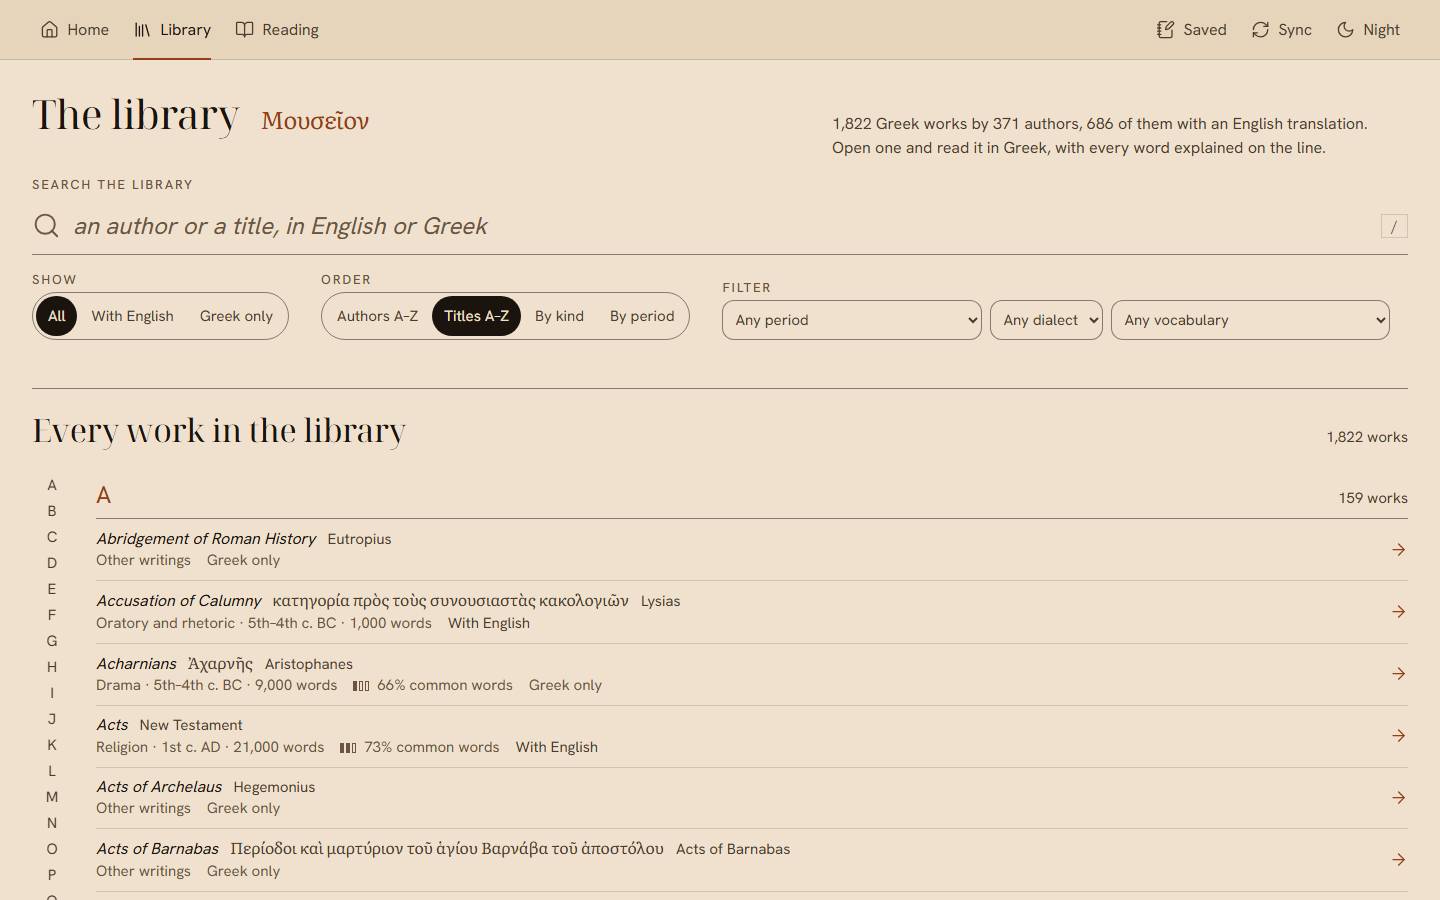 Home Library Reading Saved Sync Night
The library Μουσεῖον
1,822 Greek works by 371 authors, 686 of them with an English translation.
Open one and read it in Greek, with every word explained on the line.
SEARCH THE LIBRARY
an author or a title, in English or Greek /
SHOW ORDER FILTER
All With English Greek only Authors A–Z Titles A–Z By kind By period Any period Any dialect Any vocabulary
Every work in the library 1,822 works
A
B
C
D
E
F
G
H
I
J
K
L
M
N
O
P
A 159 works
Abridgement of Roman History Eutropius
Other writings Greek only
Accusation of Calumny κατηγορία πρὸς τοὺς συνουσιαστὰς κακολογιῶν Lysias
Oratory and rhetoric · 5th–4th c. BC · 1,000 words With English
Acharnians Ἀχαρνῆς Aristophanes
Drama · 5th–4th c. BC · 9,000 words 66% common words Greek only
Acts New Testament
Religion · 1st c. AD · 21,000 words 73% common words With English
Acts of Archelaus Hegemonius
Other writings Greek only
Acts of Barnabas Περίοδοι καὶ μαρτύριον τοῦ ἁγίου Βαρνάβα τοῦ ἀποστόλου Acts of Barnabas
Other writings Greek only